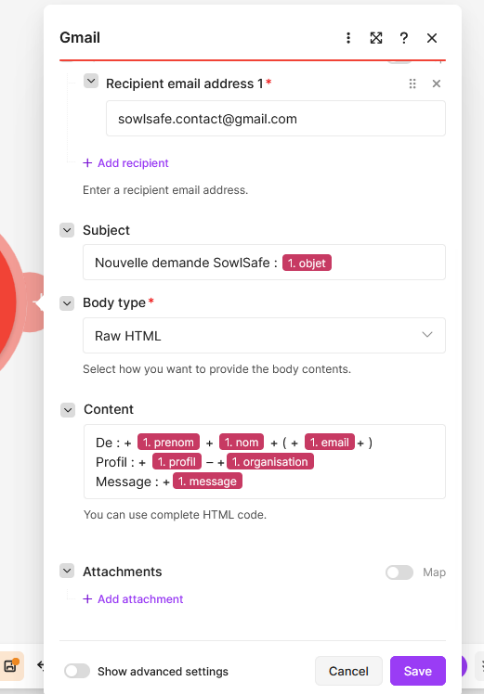 Gmail
Recipient email address 1*
sowlsafe.contact@gmail.com
+ Add recipient
Enter a recipient email address.
Subject
Nouvelle demande SowlSafe : 1. objet
Body type*
Raw HTML
Select how you want to provide the body contents.
Content
De : + 1. prenom + 1. nom + ( + 1. email + )
Profil : + 1. profil – + 1. organisation
Message : + 1. message
You can use complete HTML code.
Attachments Map
+ Add attachment
Show advanced settings Cancel Save